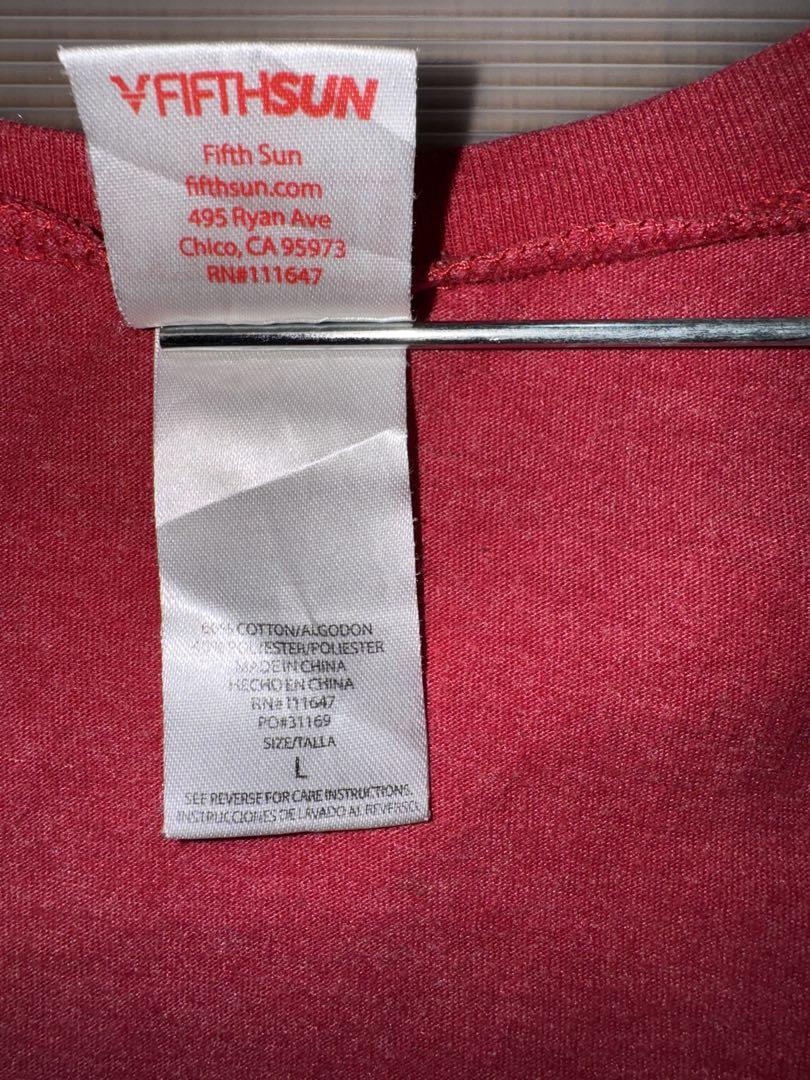 FIFTHSUN
Fifth Sun
fifthsun.com
495 Ryan Ave
Chico, CA 95973
RN#111647
60% COTTON/ALGODON
40% POLYESTER/POLIESTER
MADE IN CHINA
HECHO EN CHINA
RN#111647
PO#31169
SIZE/TALLA
L
SEE REVERSE FOR CARE INSTRUCTIONS.
INSTRUCCIONES DE LAVADO AL REVERSO